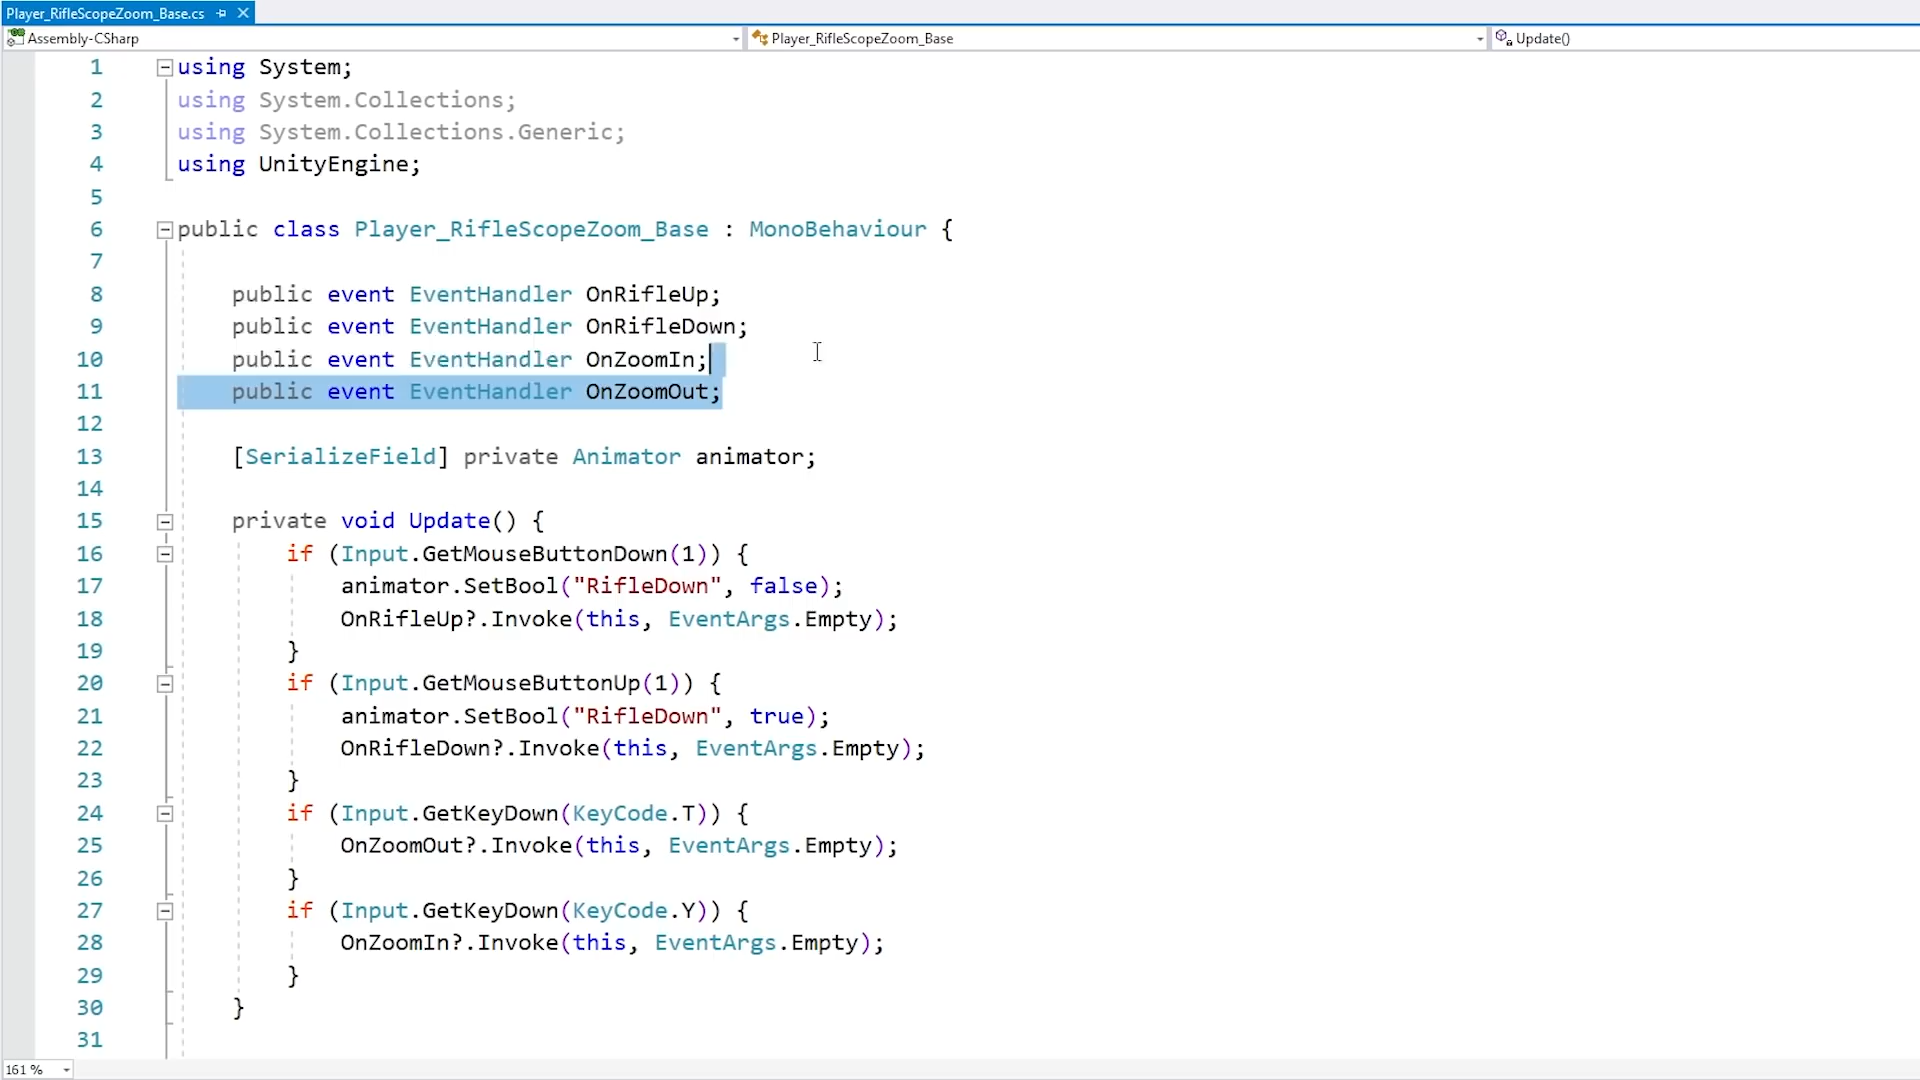 Player_RifleScopeZoom_Base.cs
Assembly-CSharp Player_RifleScopeZoom_Base Update()
1 using System;
2 using System.Collections;
3 using System.Collections.Generic;
4 using UnityEngine;
5
6 public class Player_RifleScopeZoom_Base : MonoBehaviour {
7
8 public event EventHandler OnRifleUp;
9 public event EventHandler OnRifleDown;
10 public event EventHandler OnZoomIn;
11 public event EventHandler OnZoomOut;
12
13 [SerializeField] private Animator animator;
14
15 private void Update() {
16 if (Input.GetMouseButtonDown(1)) {
17 animator.SetBool("RifleDown", false);
18 OnRifleUp?.Invoke(this, EventArgs.Empty);
19 }
20 if (Input.GetMouseButtonUp(1)) {
21 animator.SetBool("RifleDown", true);
22 OnRifleDown?.Invoke(this, EventArgs.Empty);
23 }
24 if (Input.GetKeyDown(KeyCode.T)) {
25 OnZoomOut?.Invoke(this, EventArgs.Empty);
26 }
27 if (Input.GetKeyDown(KeyCode.Y)) {
28 OnZoomIn?.Invoke(this, EventArgs.Empty);
29 }
30 }
31
161 %